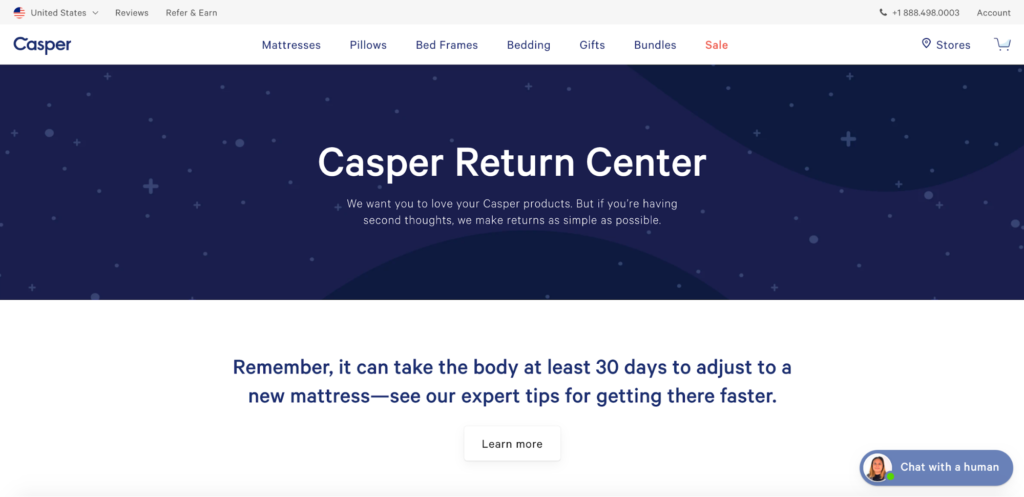 United States Reviews Refer & Earn +1 888.498.0003 Account
Casper Mattresses Pillows Bed Frames Bedding Gifts Bundles Sale Stores
Casper Return Center
We want you to love your Casper products. But if you're having
second thoughts, we make returns as simple as possible.
Remember, it can take the body at least 30 days to adjust to a
new mattress—see our expert tips for getting there faster.
Learn more
Chat with a human